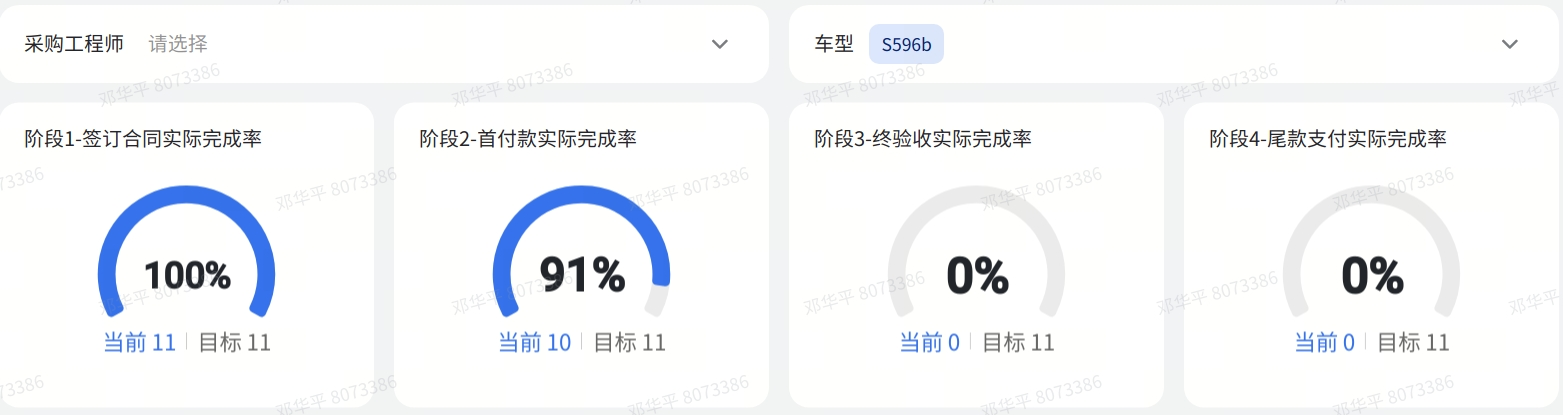 采购工程师 请选择
车型 S596b
阶段1-签订合同实际完成率
100%
当前 11 | 目标 11
阶段2-首付款实际完成率
91%
当前 10 | 目标 11
阶段3-终验收实际完成率
0%
当前 0 | 目标 11
阶段4-尾款支付实际完成率
0%
当前 0 | 目标 11
邓华平 8073386